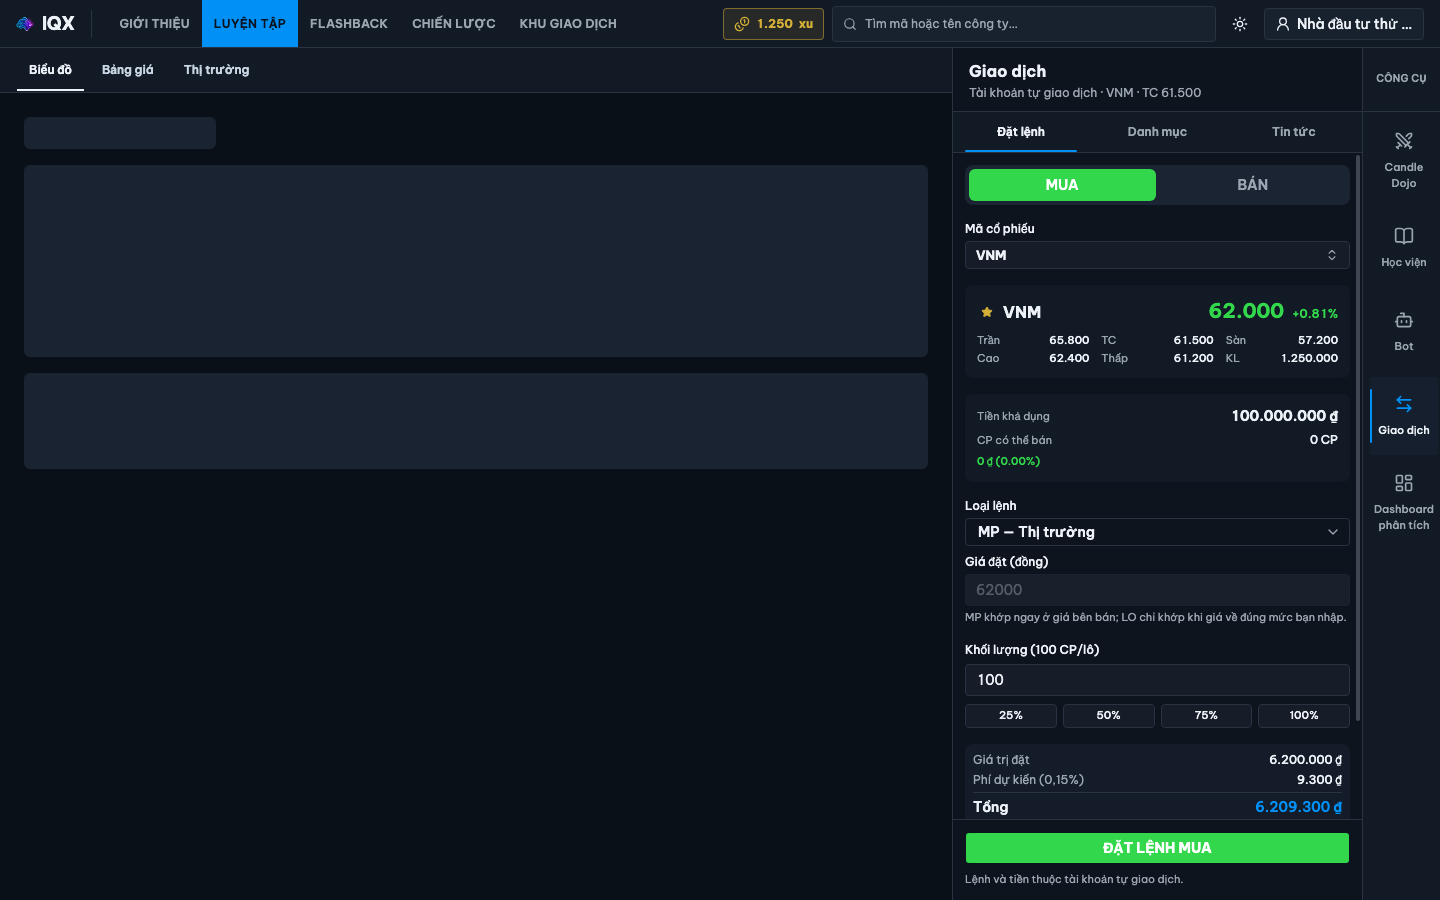 IQX
GIỚI THIỆU
LUYỆN TẬP
FLASHBACK
CHIẾN LƯỢC
KHU GIAO DỊCH
1.250 xu
Tìm mã hoặc tên công ty...
Nhà đầu tư thử ...
Biểu đồ
Bảng giá
Thị trường
Giao dịch
Tài khoản tự giao dịch · VNM · TC 61.500
Đặt lệnh
Danh mục
Tin tức
MUA
BÁN
Mã cổ phiếu
VNM
VNM
62.000 +0.81%
Trần 65.800 TC 61.500 Sàn 57.200
Cao 62.400 Thấp 61.200 KL 1.250.000
Tiền khả dụng 100.000.000 ₫
CP có thể bán 0 CP
0 ₫ (0.00%)
Loại lệnh
MP — Thị trường
Giá đặt (đồng)
62000
MP khớp ngay ở giá bên bán; LO chỉ khớp khi giá về đúng mức bạn nhập.
Khối lượng (100 CP/lô)
100
25%
50%
75%
100%
Giá trị đặt 6.200.000 ₫
Phí dự kiến (0,15%) 9.300 ₫
Tổng 6.209.300 ₫
ĐẶT LỆNH MUA
Lệnh và tiền thuộc tài khoản tự giao dịch.
CÔNG CỤ
Candle
Dojo
Học viện
Bot
Giao dịch
Dashboard
phân tích